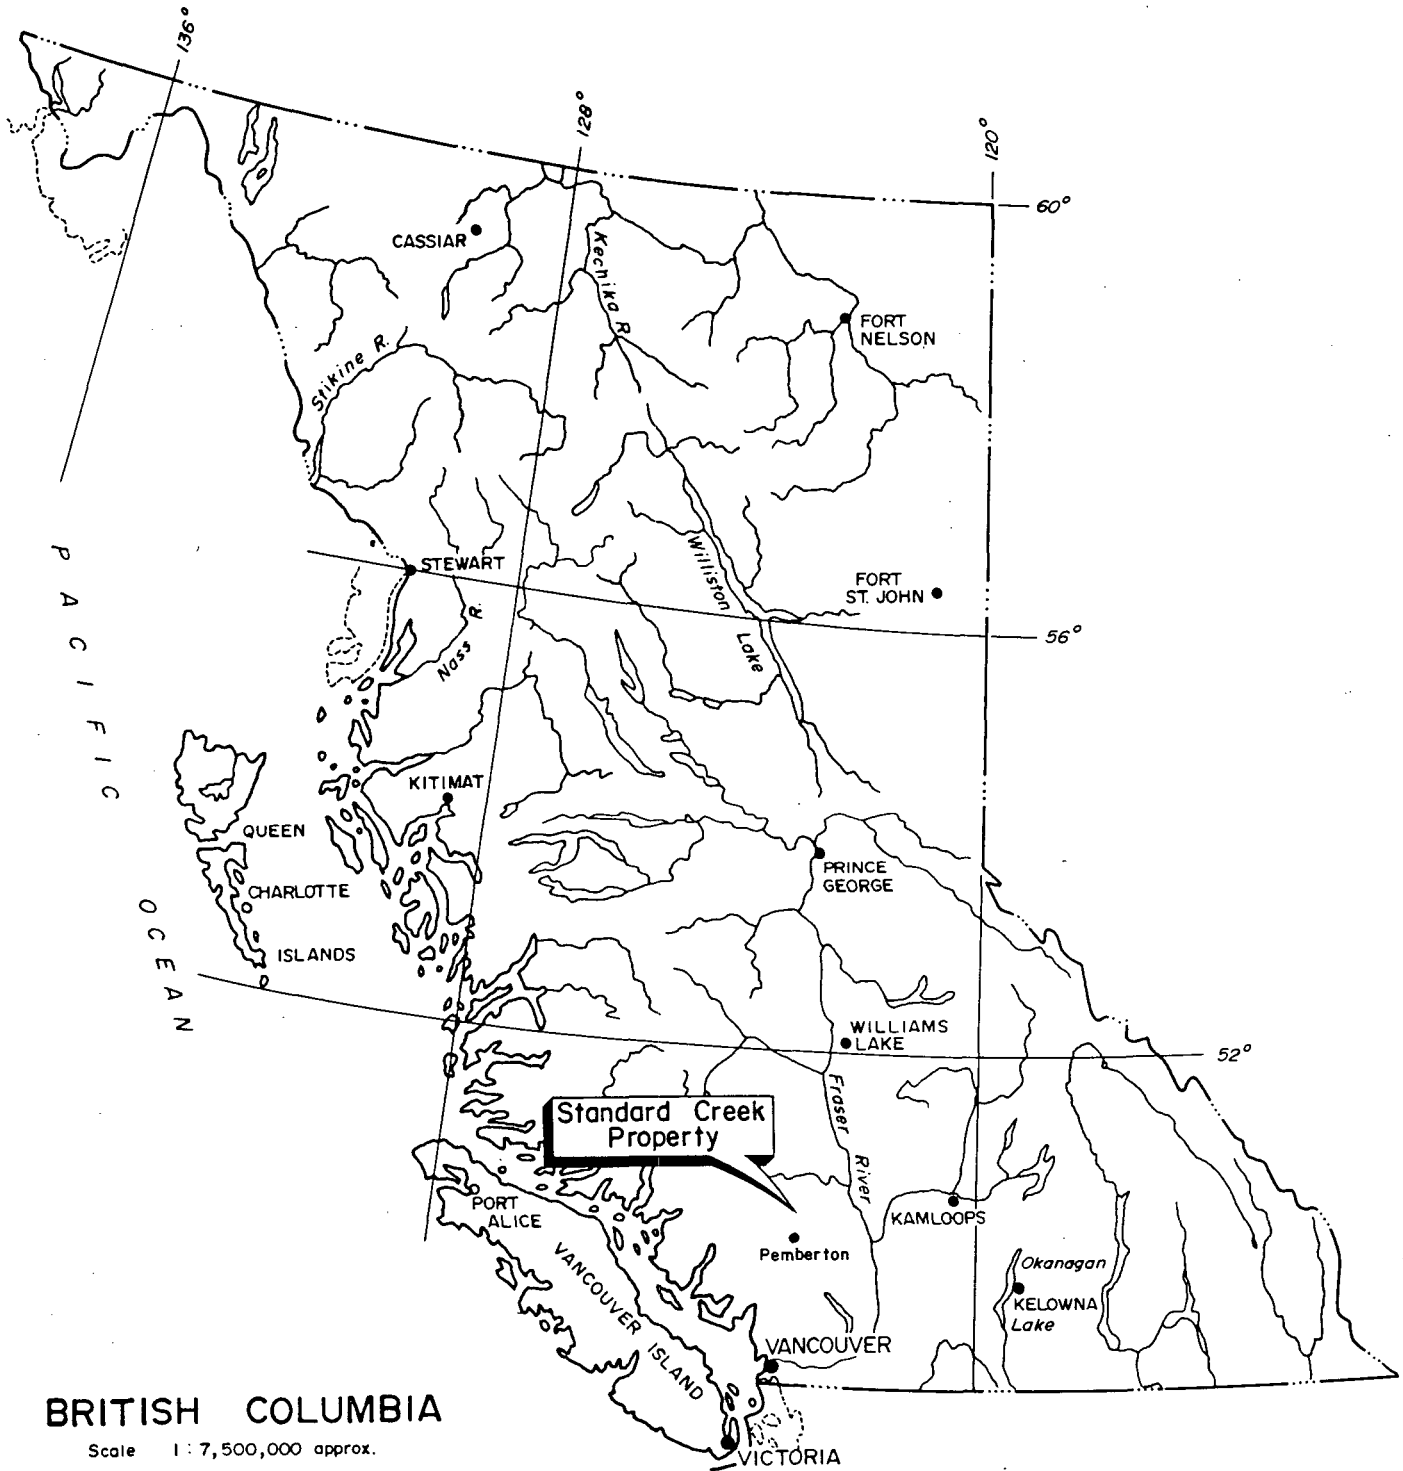 136°
128°
120°
60°
CASSIAR
Kechika R.
FORT
NELSON
Stikine R.
STEWART
FORT
ST. JOHN
Williston
Lake
Nass R.
56°
PACIFIC
OCEAN
KITIMAT
QUEEN
CHARLOTTE
ISLANDS
PRINCE
GEORGE
WILLIAMS
LAKE
52°
Standard Creek
Property
Fraser
River
PORT
ALICE
KAMLOOPS
Pemberton
VANCOUVER
ISLAND
Okanagan
KELOWNA
Lake
VANCOUVER
BRITISH COLUMBIA
Scale 1 : 7,500,000 approx.
VICTORIA